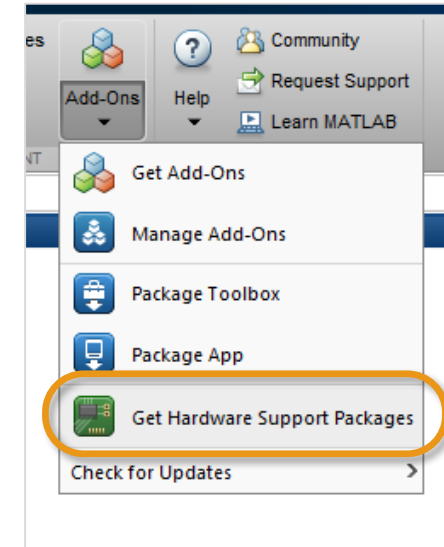 es
Add-Ons
Help
?
Community
Request Support
Learn MATLAB
NT
Get Add-Ons
Manage Add-Ons
Package Toolbox
Package App
Get Hardware Support Packages
Check for Updates